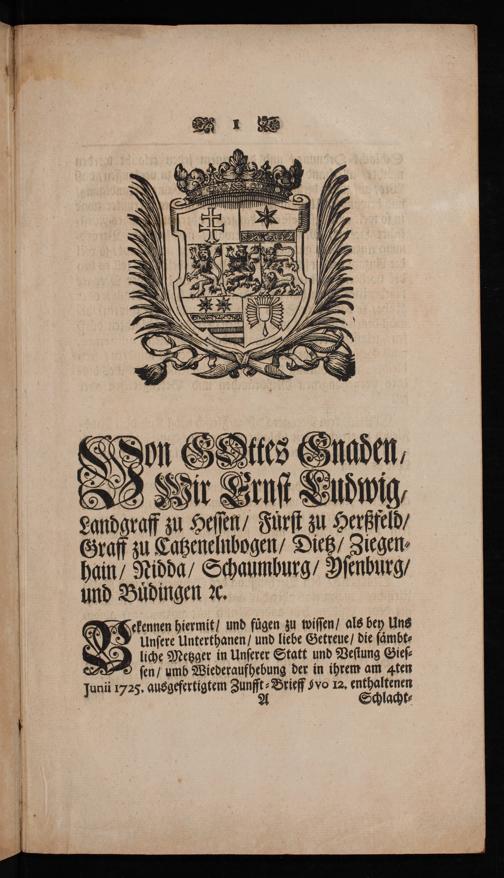 1
Von GOttes Gnaden,
Wir Ernst Ludwig,
Landgraff zu Hessen/ Fürst zu Herßfeld/
Graff zu Catzenelnbogen/ Dietz/ Ziegen-
hain/ Nidda/ Schaumburg/ Ysenburg/
und Büdingen ꝛc.
Bekennen hiermit/ und fügen zu wissen/ als bey Uns
Unsere Unterthanen/ und liebe Getreue/ die sämbt-
liche Metzger in Unserer Statt und Vestung Gies-
sen/ umb Wiederaufhebung der in ihrem am 4ten
Junii 1725. ausgefertigtem Zunfft-Brieff §vo 12. enthaltenen
A Schlacht-